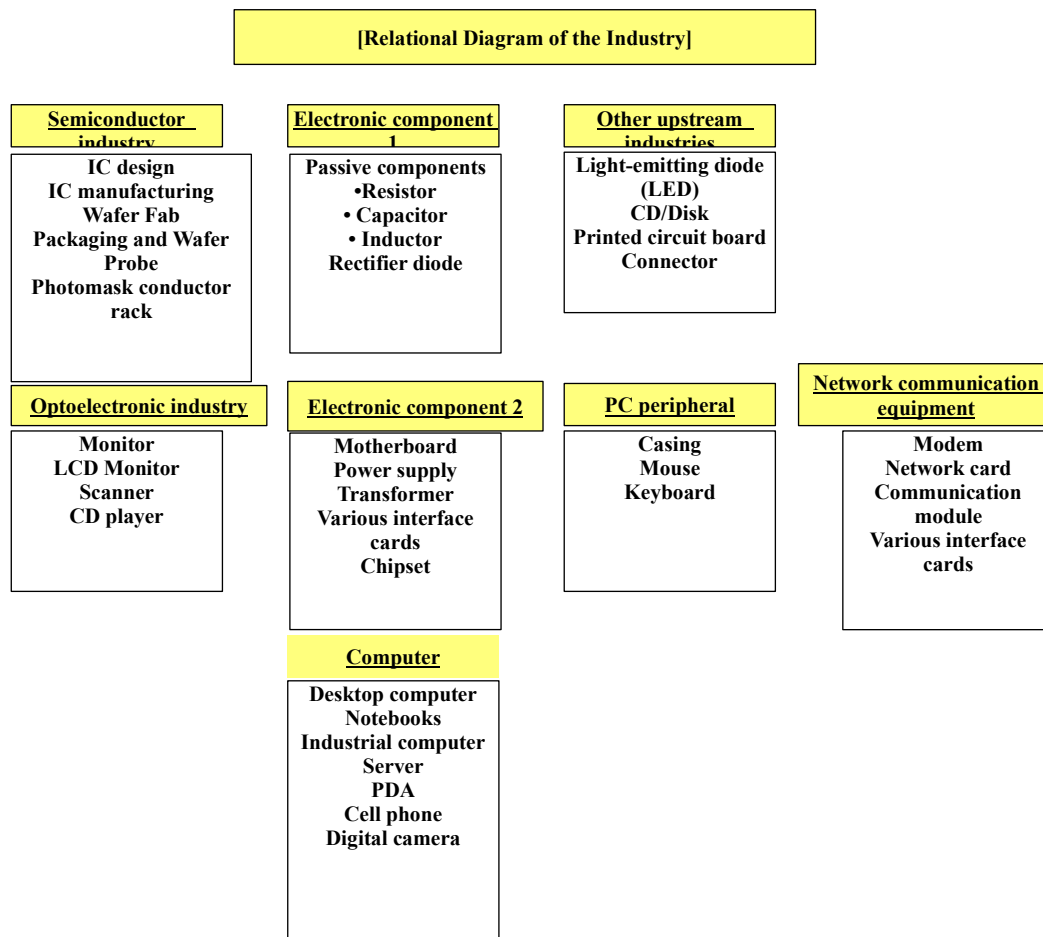 [Relational Diagram of the Industry]
Semiconductor
industry
IC design
IC manufacturing
Wafer Fab
Packaging and Wafer
Probe
Photomask conductor
rack
Electronic component
1
Passive components
•Resistor
• Capacitor
• Inductor
Rectifier diode
Other upstream
industries
Light-emitting diode
(LED)
CD/Disk
Printed circuit board
Connector
Optoelectronic industry
Monitor
LCD Monitor
Scanner
CD player
Electronic component 2
Motherboard
Power supply
Transformer
Various interface
cards
Chipset
PC peripheral
Casing
Mouse
Keyboard
Network communication
equipment
Modem
Network card
Communication
module
Various interface
cards
Computer
Desktop computer
Notebooks
Industrial computer
Server
PDA
Cell phone
Digital camera